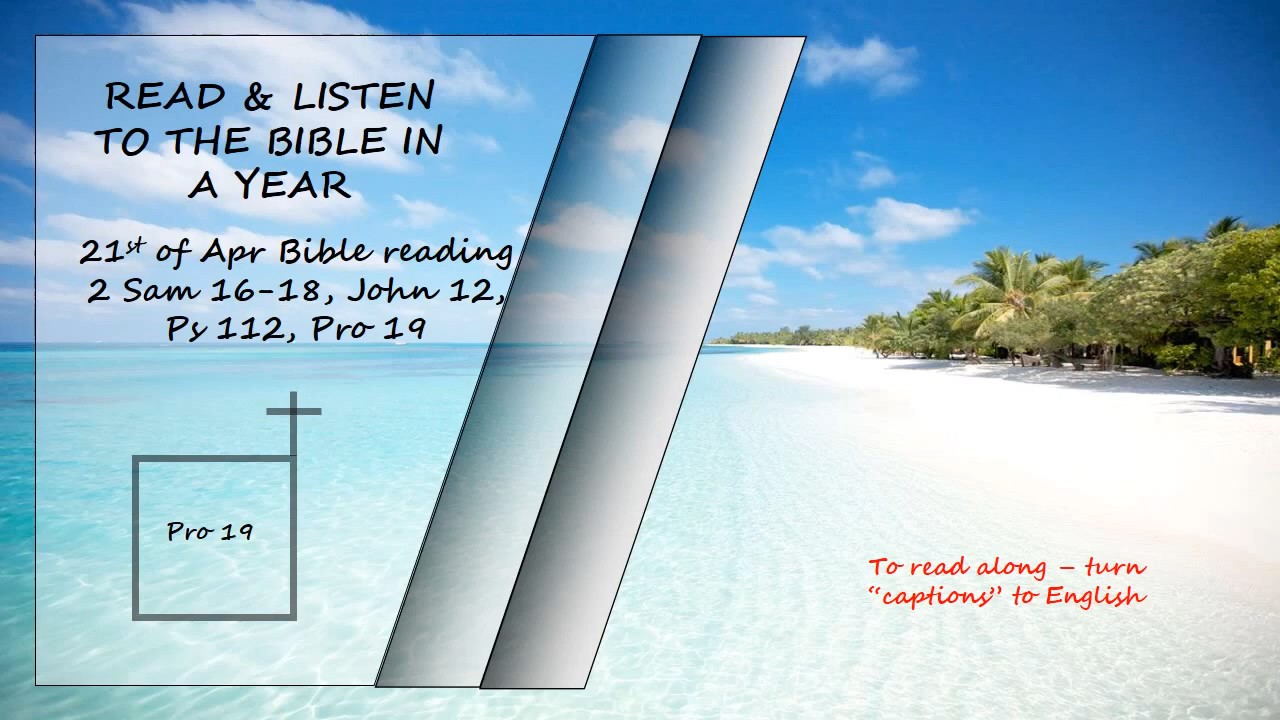 READ & LISTEN
TO THE BIBLE IN
A YEAR
21st of Apr Bible reading
2 Sam 16-18, John 12,
Ps 112, Pro 19
Pro 19
To read along – turn
“captions” to English